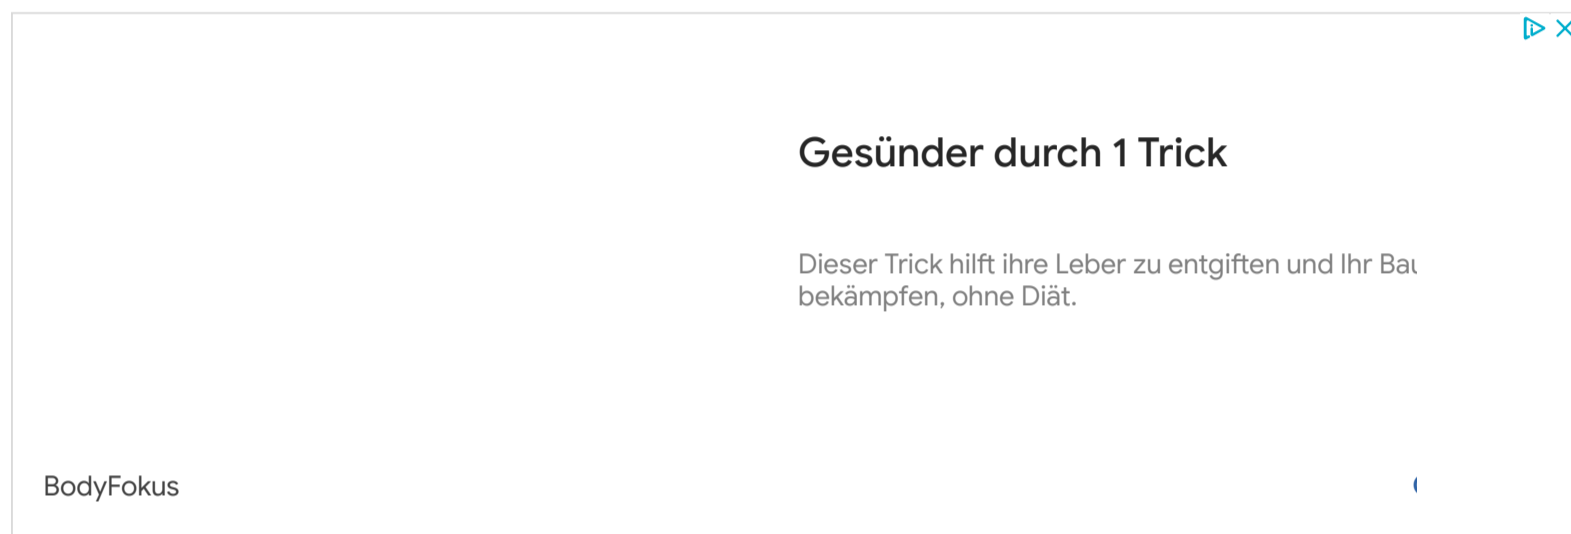 Gesünder durch 1 Trick
Dieser Trick hilft ihre Leber zu entgiften und Ihr
bekämpfen, ohne Diät.
BodyFokus